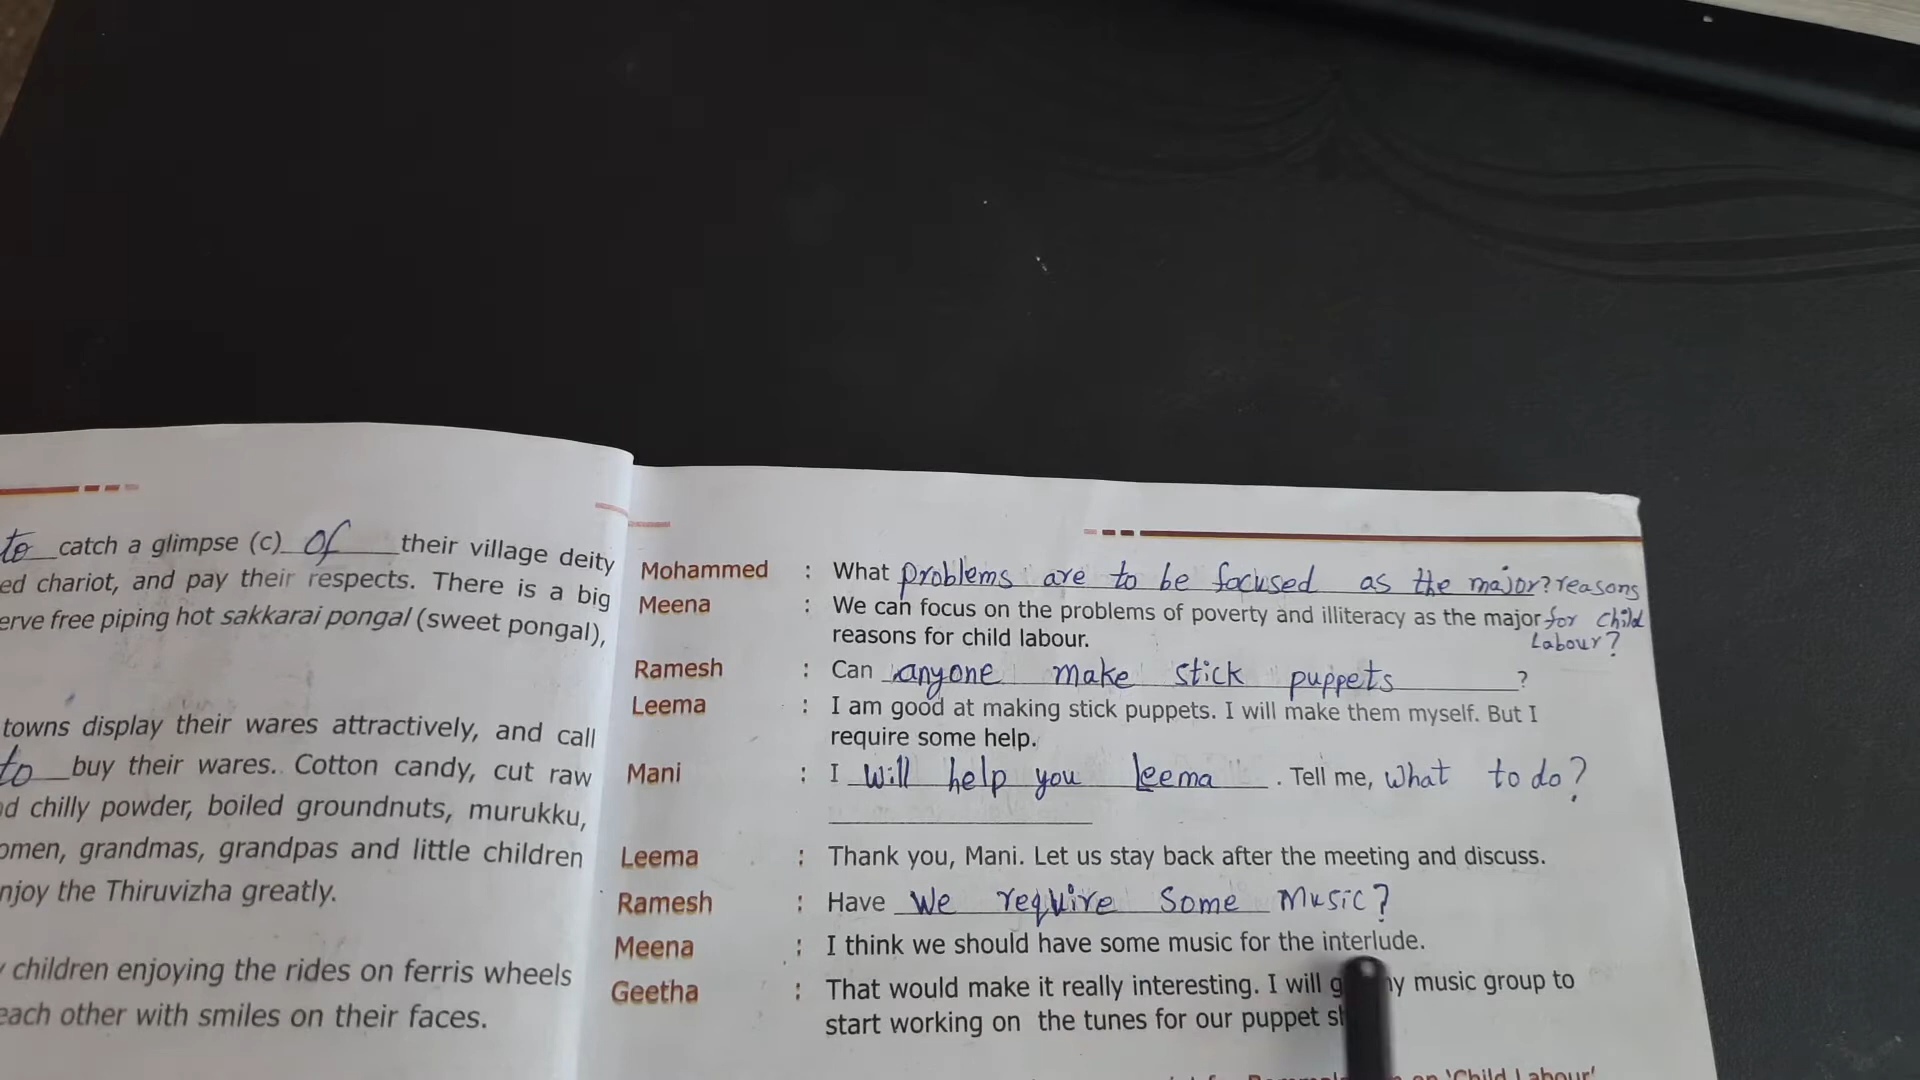 to catch a glimpse (c) of their village deity
ed chariot, and pay their respects. There is a big
erve free piping hot sakkarai pongal (sweet pongal),
towns display their wares attractively, and call
to buy their wares. Cotton candy, cut raw
d chilly powder, boiled groundnuts, murukku,
omen, grandmas, grandpas and little children
njoy the Thiruvizha greatly.
y children enjoying the rides on ferris wheels
each other with smiles on their faces.
Mohammed : What problems are to be focused as the major? reasons
Meena : We can focus on the problems of poverty and illiteracy as the major for child
reasons for child labour. Labour?
Ramesh : Can anyone make stick puppets ?
Leema : I am good at making stick puppets. I will make them myself. But I
require some help.
Mani : I will help you leema . Tell me, what to do?
Leema : Thank you, Mani. Let us stay back after the meeting and discuss.
Ramesh : Have we require some music?
Meena : I think we should have some music for the interlude.
Geetha : That would make it really interesting. I will music group to
start working on the tunes for our puppet
on 'Child Labour'